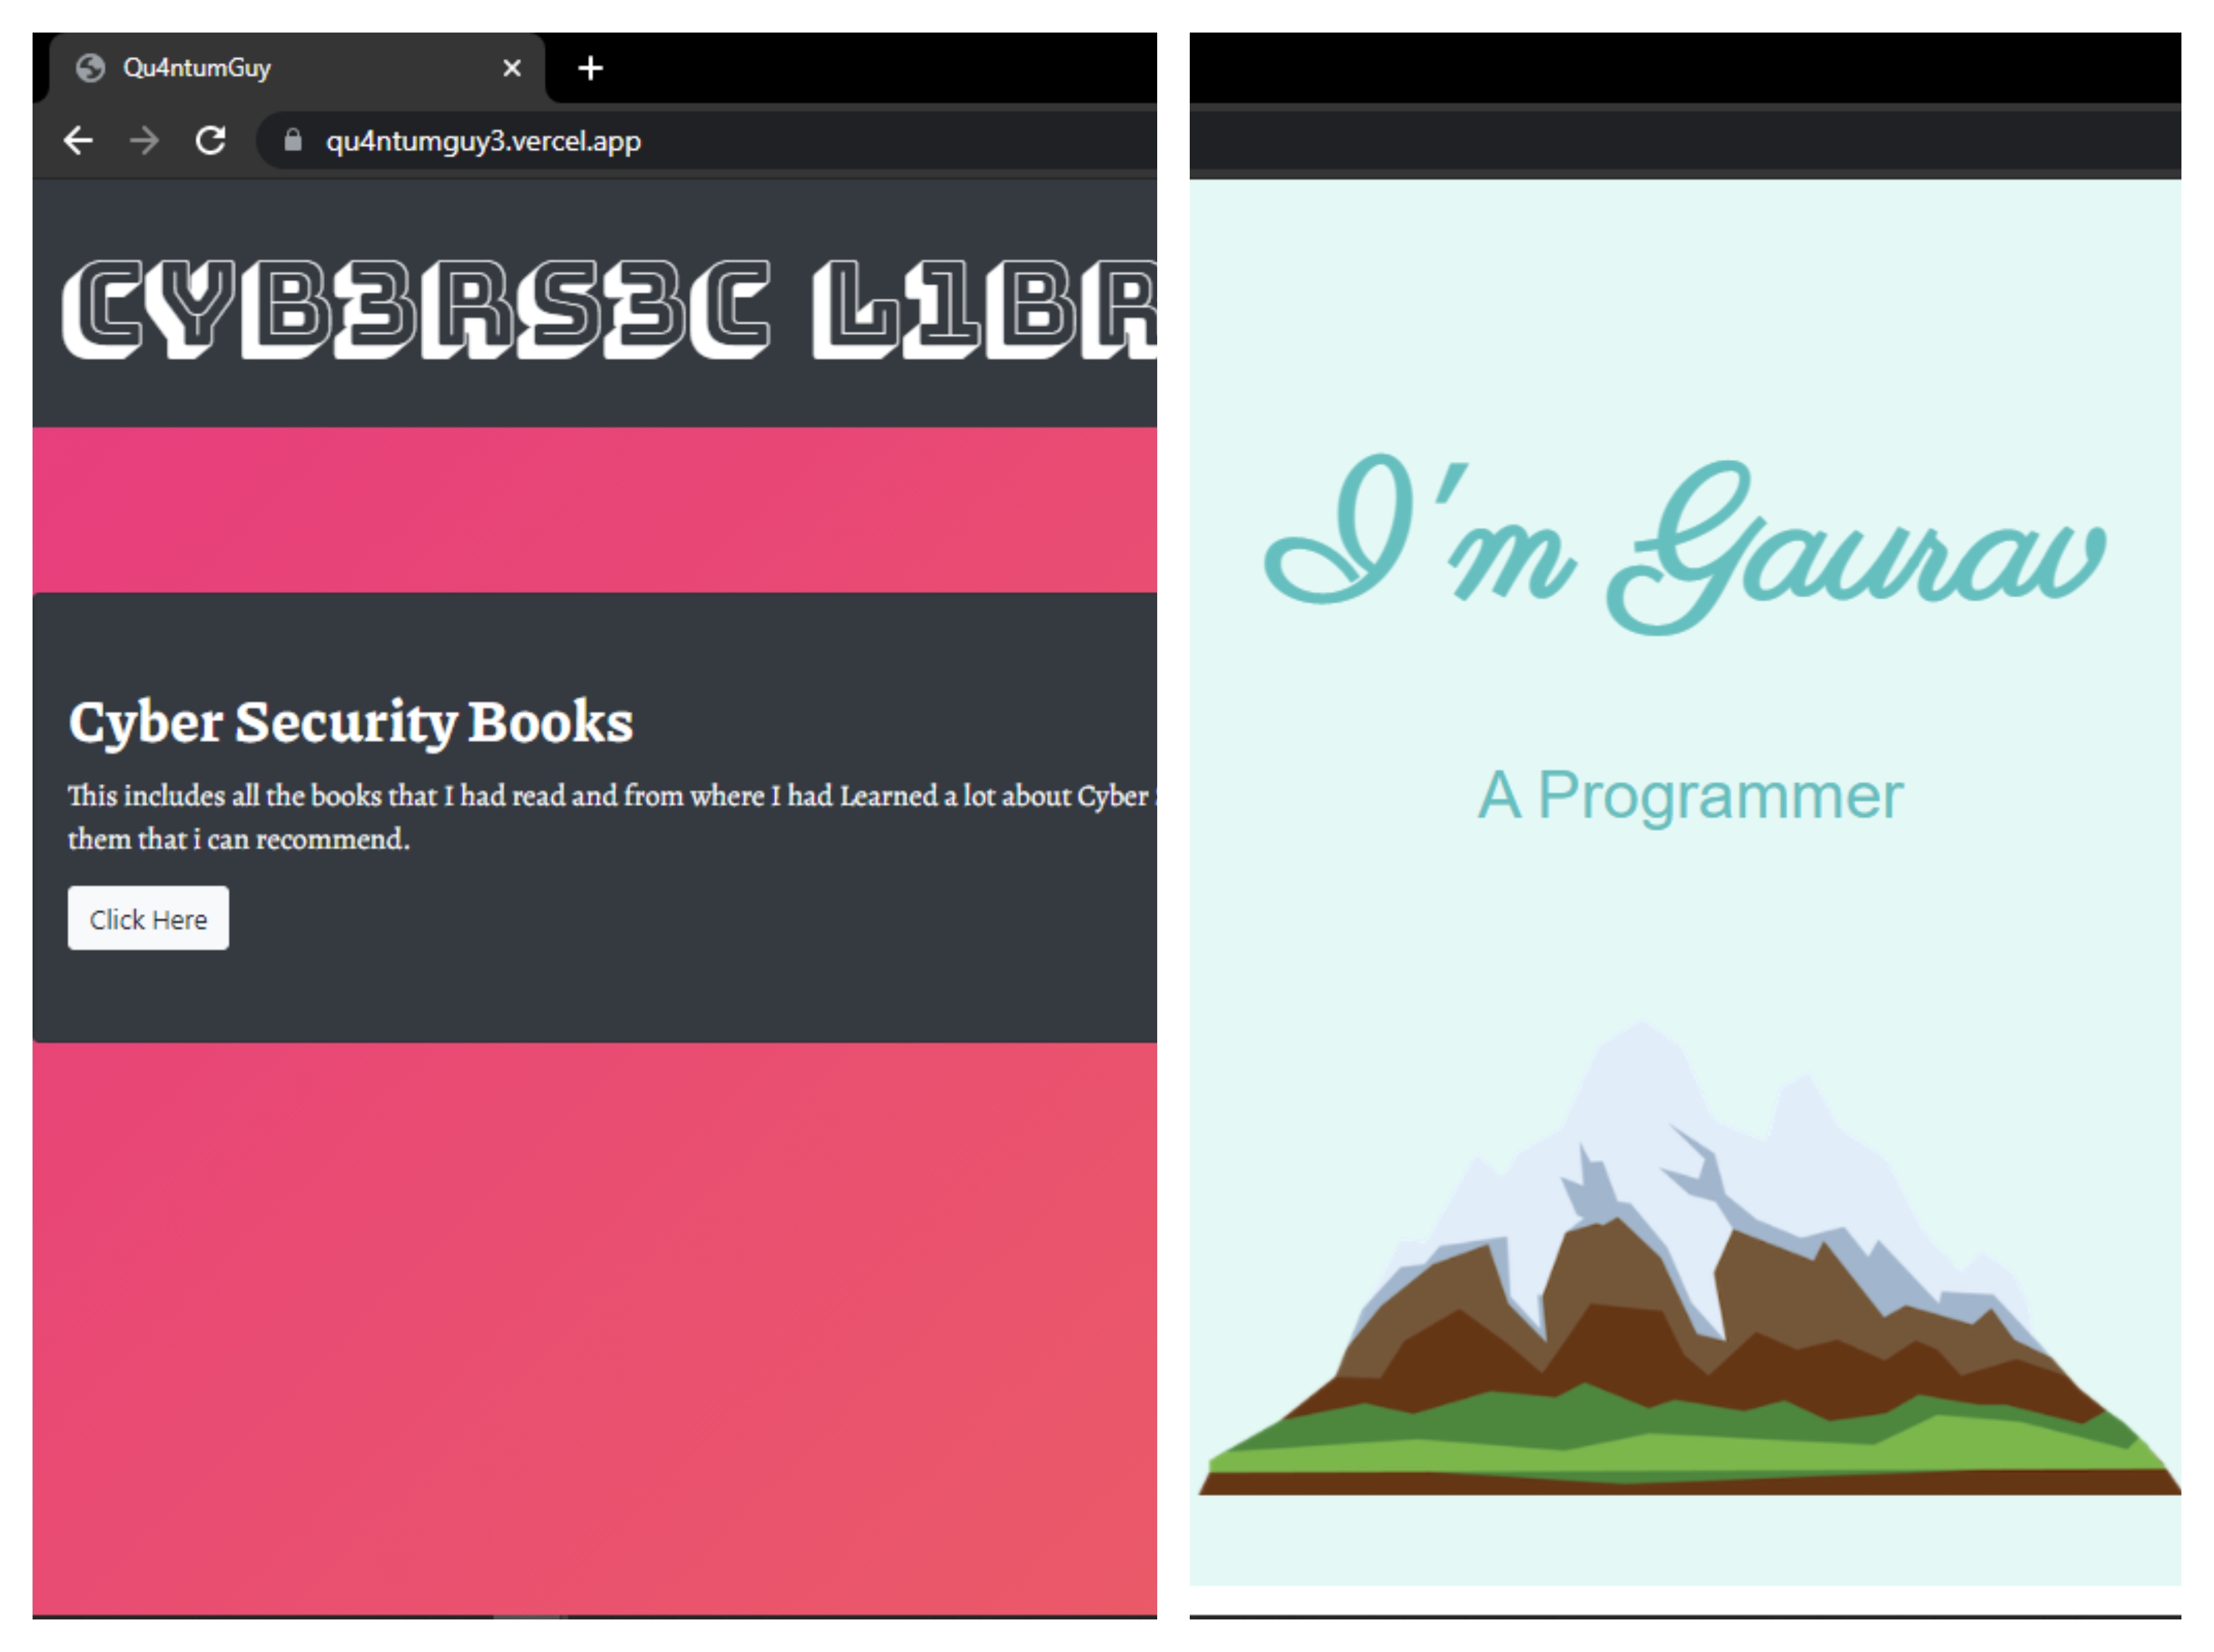 Qu4ntumGuy
qu4ntumguy3.vercel.app
CYB3RS3C L1BR
Cyber Security Books
This includes all the books that I had read and from where I had Learned a lot about Cyber
them that i can recommend.
Click Here
I'm Gaurav
A Programmer